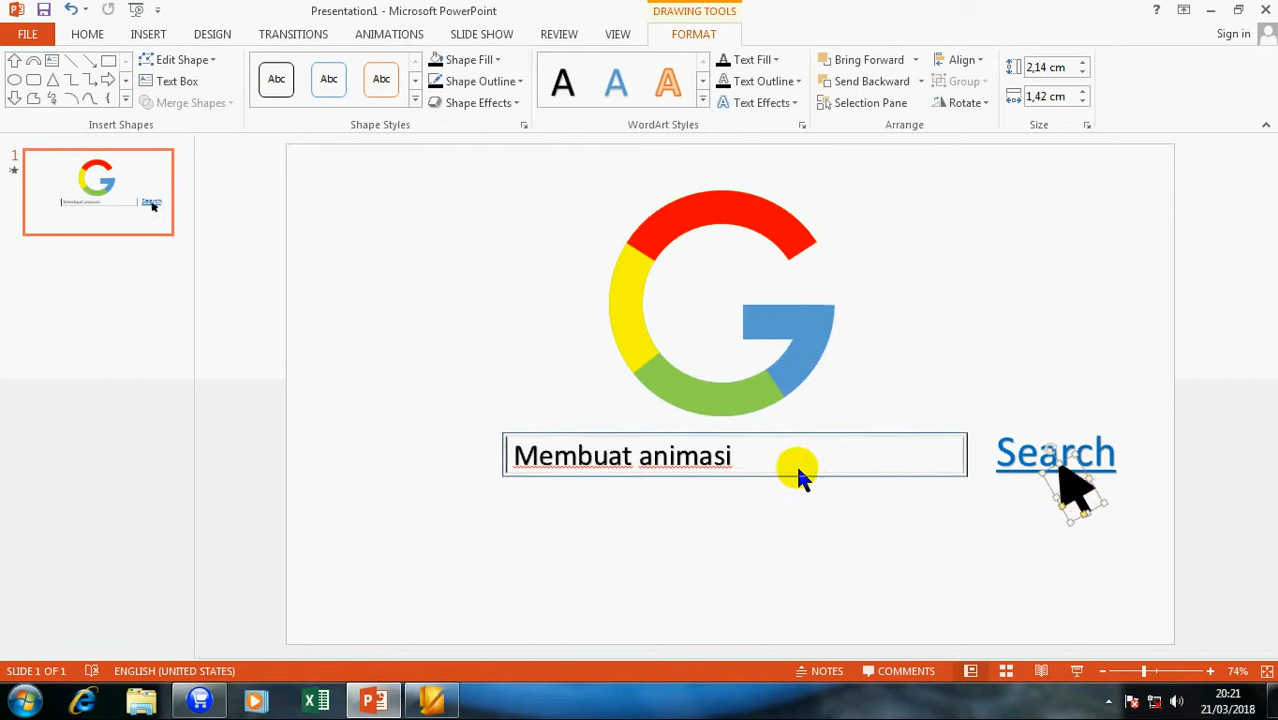 Presentation1 - Microsoft PowerPoint
DRAWING TOOLS
FILE HOME INSERT DESIGN TRANSITIONS ANIMATIONS SLIDE SHOW REVIEW VIEW FORMAT
Sign in
Edit Shape
Text Box
Merge Shapes
Insert Shapes
Abc Abc Abc
Shape Fill
Shape Outline
Shape Effects
Shape Styles
A A A
Text Fill
Text Outline
Text Effects
WordArt Styles
Bring Forward
Send Backward
Selection Pane
Align
Group
Rotate
Arrange
2,14 cm
1,42 cm
Size
1
Membuat animasi
Search
Membuat animasi
Search
SLIDE 1 OF 1
ENGLISH (UNITED STATES)
NOTES
COMMENTS
74%
20:21
21/03/2018